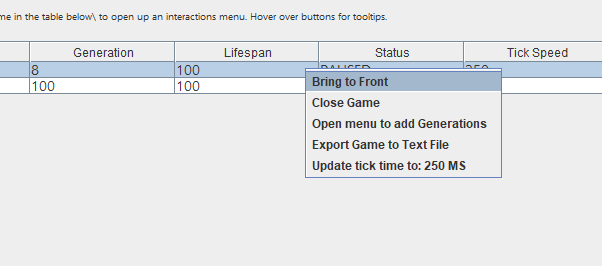 me in the table below\ to open up an interactions menu. Hover over buttons for tooltips.
Generation Lifespan Status Tick Speed
8 100 PAUSED 250
100 100
Bring to Front
Close Game
Open menu to add Generations
Export Game to Text File
Update tick time to: 250 MS